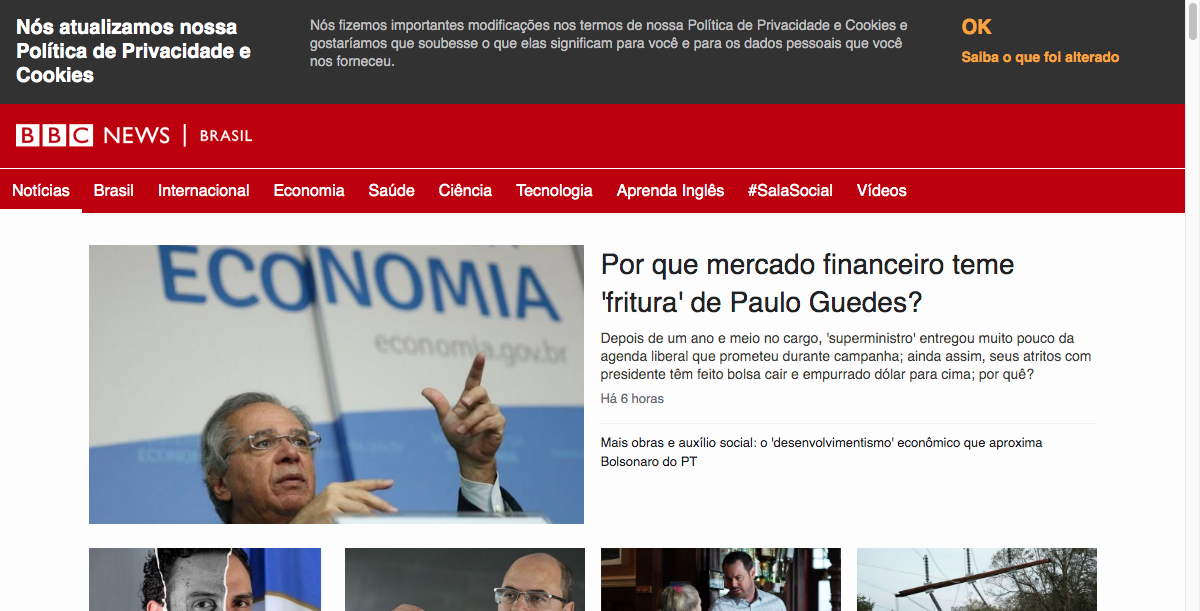 Nós atualizamos nossa
Política de Privacidade e
Cookies
Nós fizemos importantes modificações nos termos de nossa Política de Privacidade e Cookies e
gostaríamos que soubesse o que elas significam para você e para os dados pessoais que você
nos forneceu.
OK
Saiba o que foi alterado
BBC NEWS | BRASIL
Notícias Brasil Internacional Economia Saúde Ciência Tecnologia Aprenda Inglês #SalaSocial Vídeos
ECONOMIA
economia.gov.br
Por que mercado financeiro teme
'fritura' de Paulo Guedes?
Depois de um ano e meio no cargo, 'superministro' entregou muito pouco da
agenda liberal que prometeu durante campanha; ainda assim, seus atritos com
presidente têm feito bolsa cair e empurrado dólar para cima; por quê?
Há 6 horas
Mais obras e auxílio social: o 'desenvolvimentismo' econômico que aproxima
Bolsonaro do PT